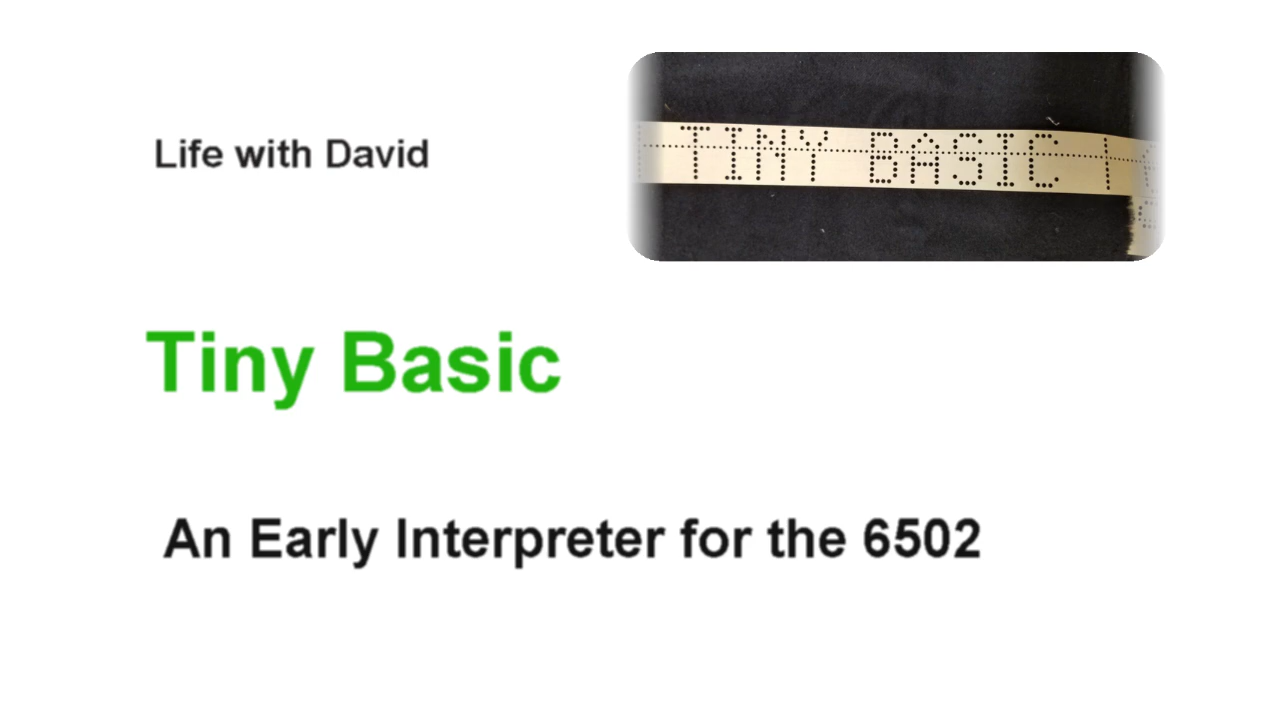 Life with David
TINY BASIC
Tiny Basic
An Early Interpreter for the 6502